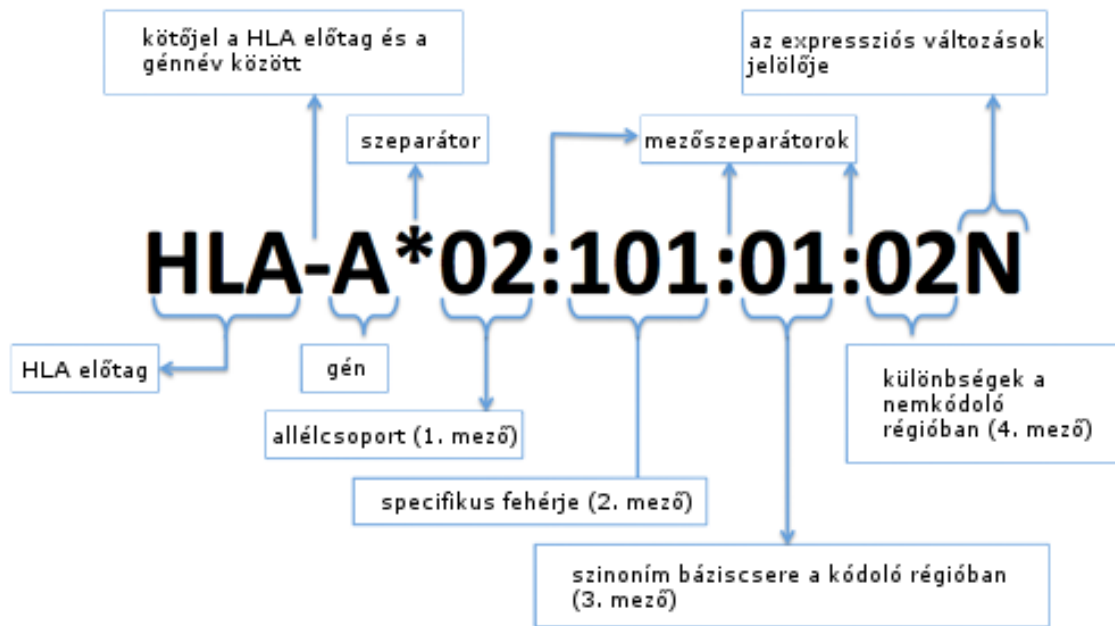 kötőjel a HLA előtag és a
génnév között
az expressziós változások
jelölője
szeparátor
mezőszeparátorok
HLA-A*02:101:01:02N
HLA előtag
gén
különbségek a
nemkódoló
régióban (4. mező)
allélcsoport (1. mező)
specifikus fehérje (2. mező)
szinoním báziscsere a kódoló régióban
(3. mező)